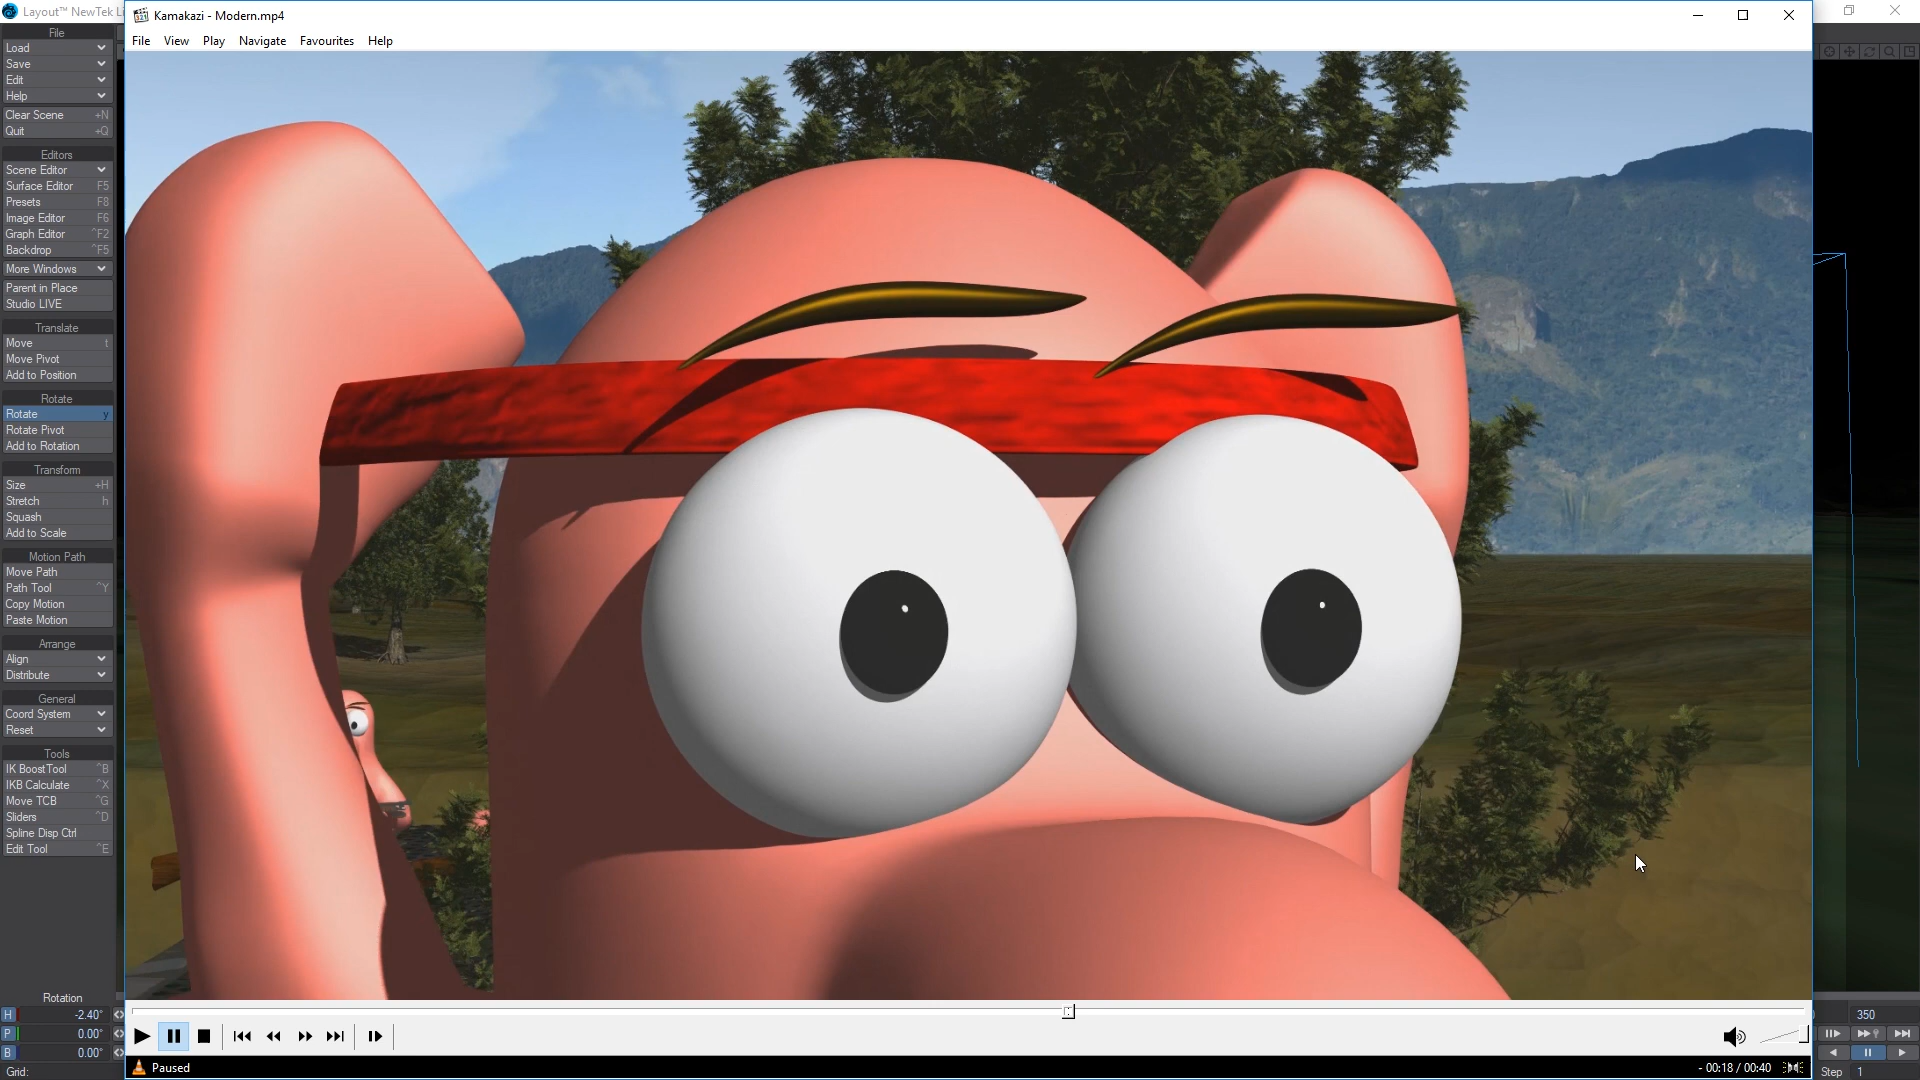 Layout™ NewTek Li
Kamakazi - Modern.mp4
File View Play Navigate Favourites Help
File
Load
Save
Edit
Help
Clear Scene +N
Quit +Q
Editors
Scene Editor
Surface Editor F5
Presets F8
Image Editor F6
Graph Editor ^F2
Backdrop ^F5
More Windows
Parent in Place
Studio LIVE
Translate
Move t
Move Pivot
Add to Position
Rotate
Rotate y
Rotate Pivot
Add to Rotation
Transform
Size +H
Stretch h
Squash
Add to Scale
Motion Path
Move Path
Path Tool ^Y
Copy Motion
Paste Motion
Arrange
Align
Distribute
General
Coord System
Reset
Tools
IK BoostTool ^B
IKB Calculate ^X
Move TCB ^G
Sliders ^D
Spline Disp Ctrl
Edit Tool ^E
Rotation
H -2.40°
P 0.00°
B 0.00°
Grid:
Paused
- 00:18 / 00:40
350
Step 1